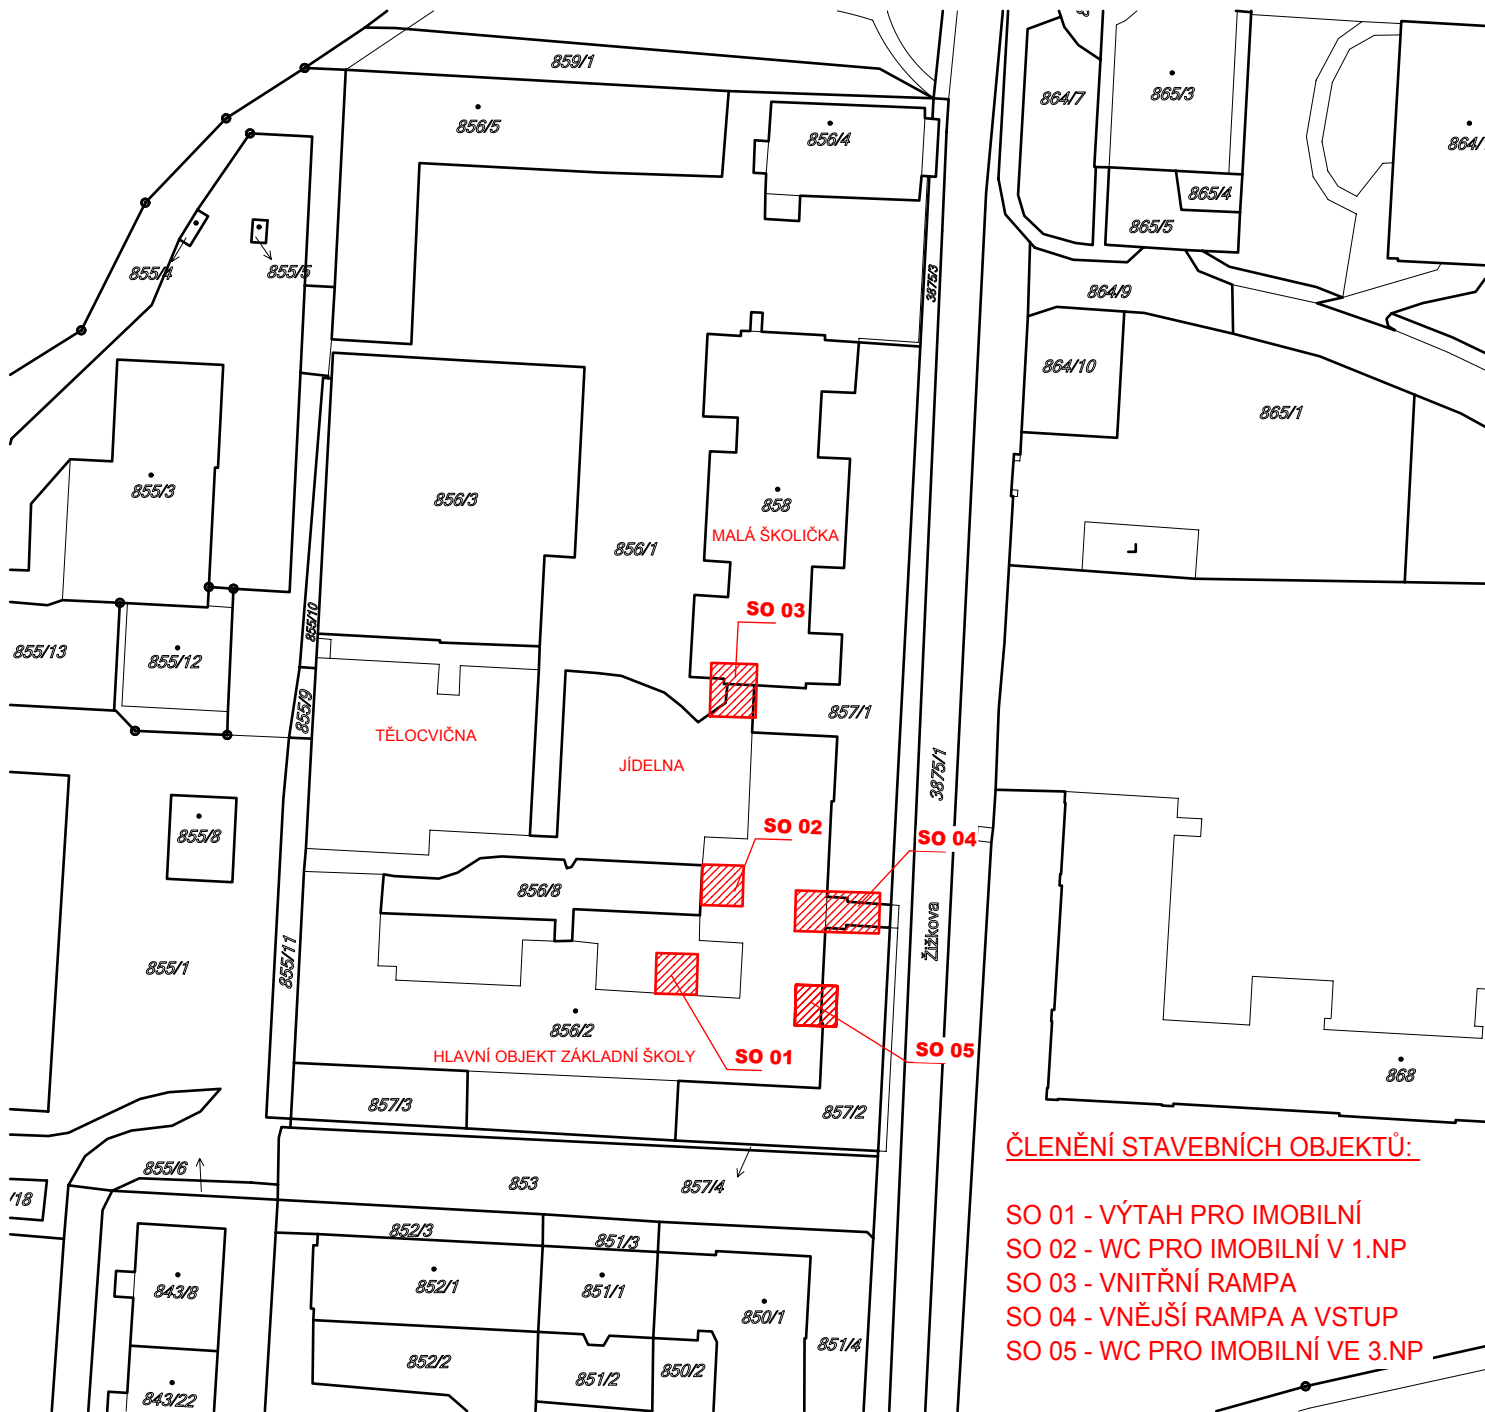 859/1
856/5
856/4
864/7
865/3
865/4
865/5
855/4
855/5
3875/3
864/9
864/10
865/1
855/3
856/3
858
MALÁ ŠKOLIČKA
856/1
SO 03
855/10
855/13
855/12
855/9
857/1
TĚLOCVIČNA
JÍDELNA
3875/1
855/8
SO 02
SO 04
856/8
Žižkova
855/1
855/11
856/2
HLAVNÍ OBJEKT ZÁKLADNÍ ŠKOLY
SO 01
SO 05
868
857/3
857/2
ČLENĚNÍ STAVEBNÍCH OBJEKTŮ:
855/6
853
857/4
/18
SO 01 - VÝTAH PRO IMOBILNÍ
SO 02 - WC PRO IMOBILNÍ V 1.NP
SO 03 - VNITŘNÍ RAMPA
SO 04 - VNĚJŠÍ RAMPA A VSTUP
SO 05 - WC PRO IMOBILNÍ VE 3.NP
852/3
851/3
843/8
852/1
851/1
850/1
851/4
852/2
851/2
850/2
843/22